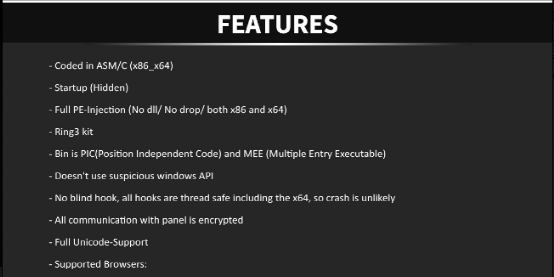 FEATURES
- Coded in ASM/C (x86_x64)
- Startup (Hidden)
- Full PE-Injection (No dll/ No drop/ both x86 and x64)
- Ring3 kit
- Bin is PIC(Position Independent Code) and MEE (Multiple Entry Executable)
- Doesn't use suspicious windows API
- No blind hook, all hooks are thread safe including the x64, so crash is unlikely
- All communication with panel is encrypted
- Full Unicode-Support
- Supported Browsers: